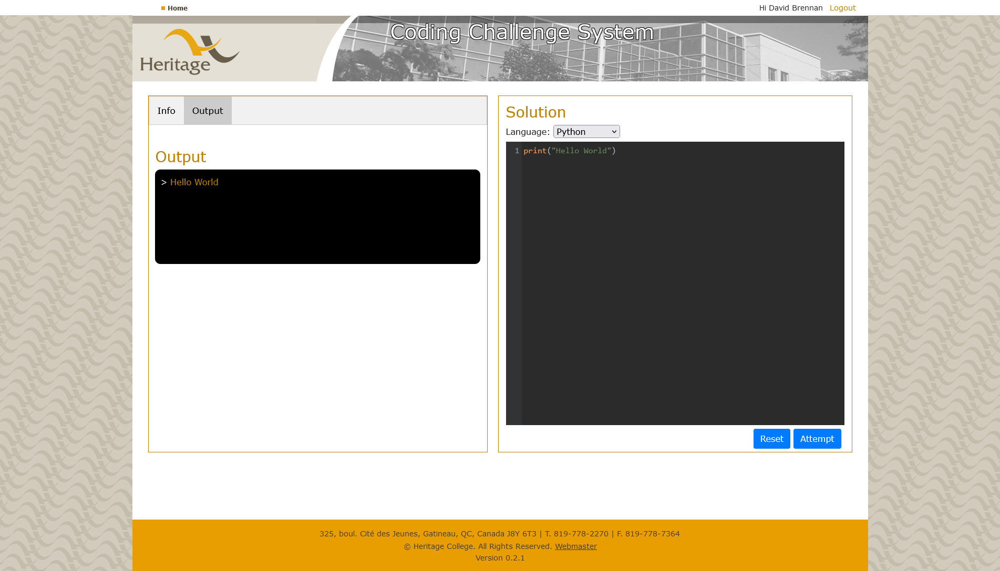 Home
Hi David Brennan Logout
Heritage
Coding Challenge System
Info Output
Output
> Hello World
Solution
Language: Python
1 print("Hello World")
Reset Attempt
325, boul. Cité des Jeunes, Gatineau, QC, Canada J8Y 6T3 | T. 819-778-2270 | F. 819-778-7364
© Heritage College. All Rights Reserved. Webmaster
Version 0.2.1